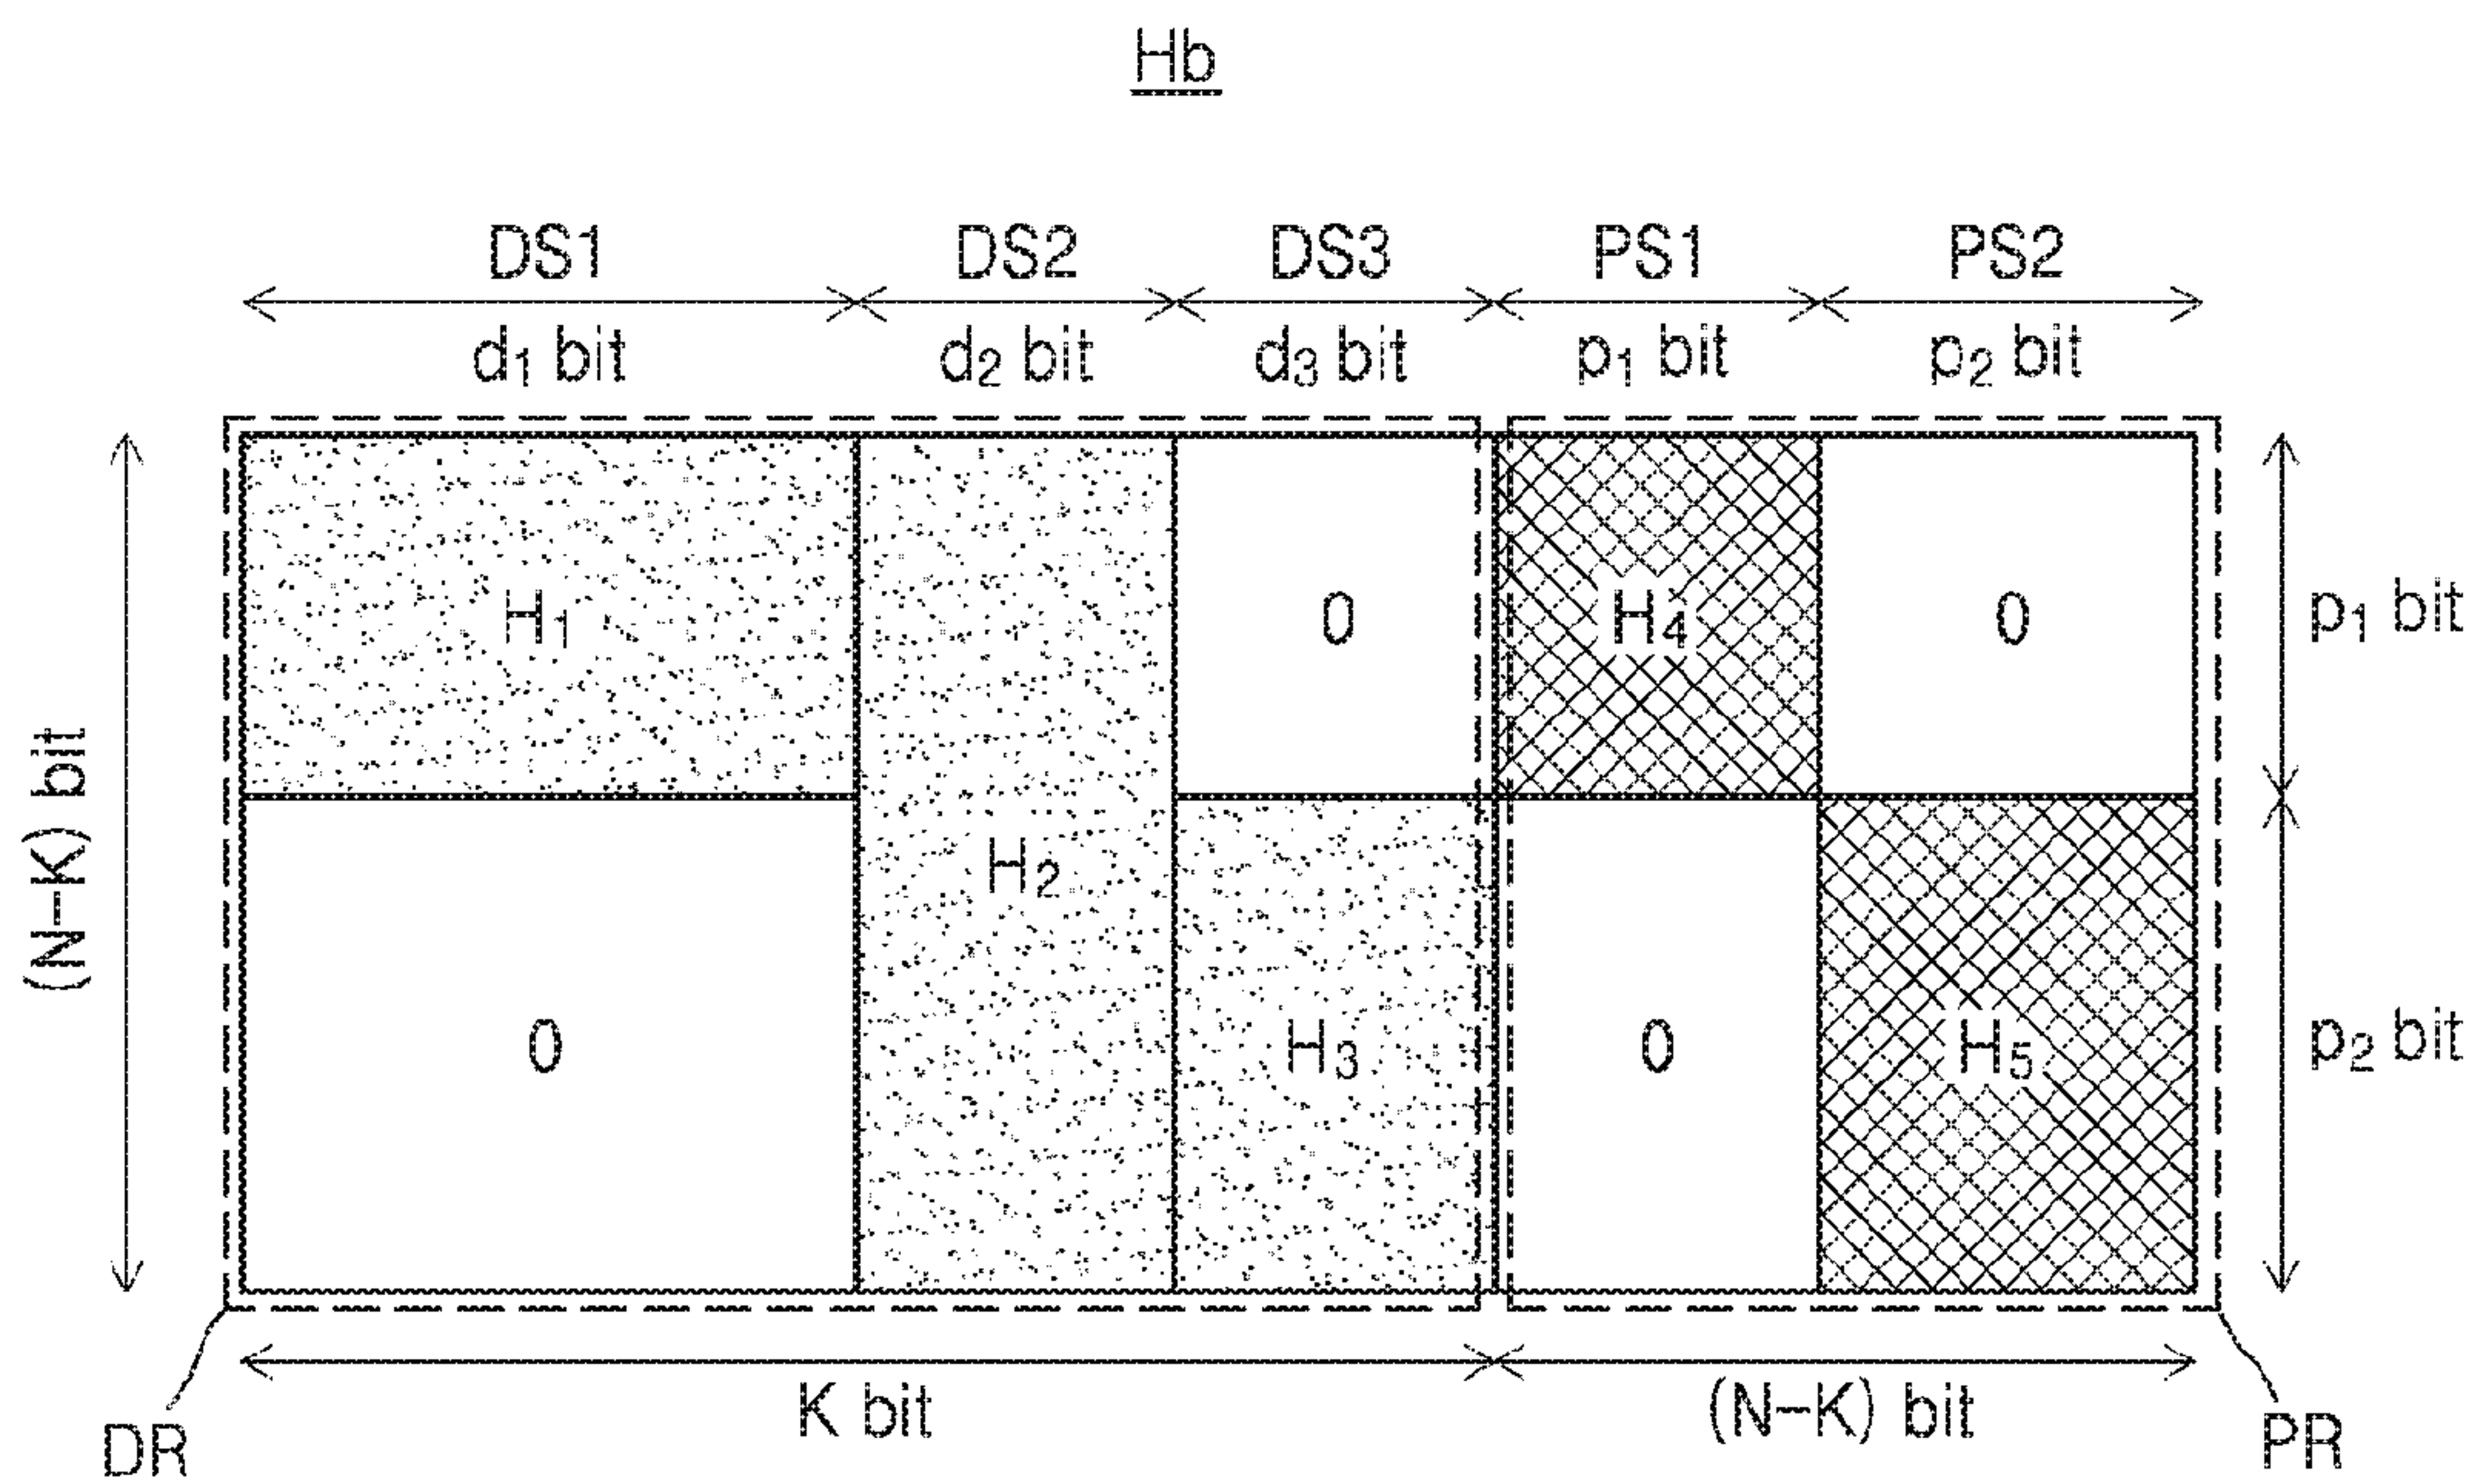 Hb
DS1 DS2 DS3 PS1 PS2
d₁ bit d₂ bit d₃ bit p₁ bit p₂ bit
H₁ 0 H₄ 0 p₁ bit
(N-K) bit
H₂
0 H₃ 0 H₅ p₂ bit
K bit (N-K) bit
DR PR